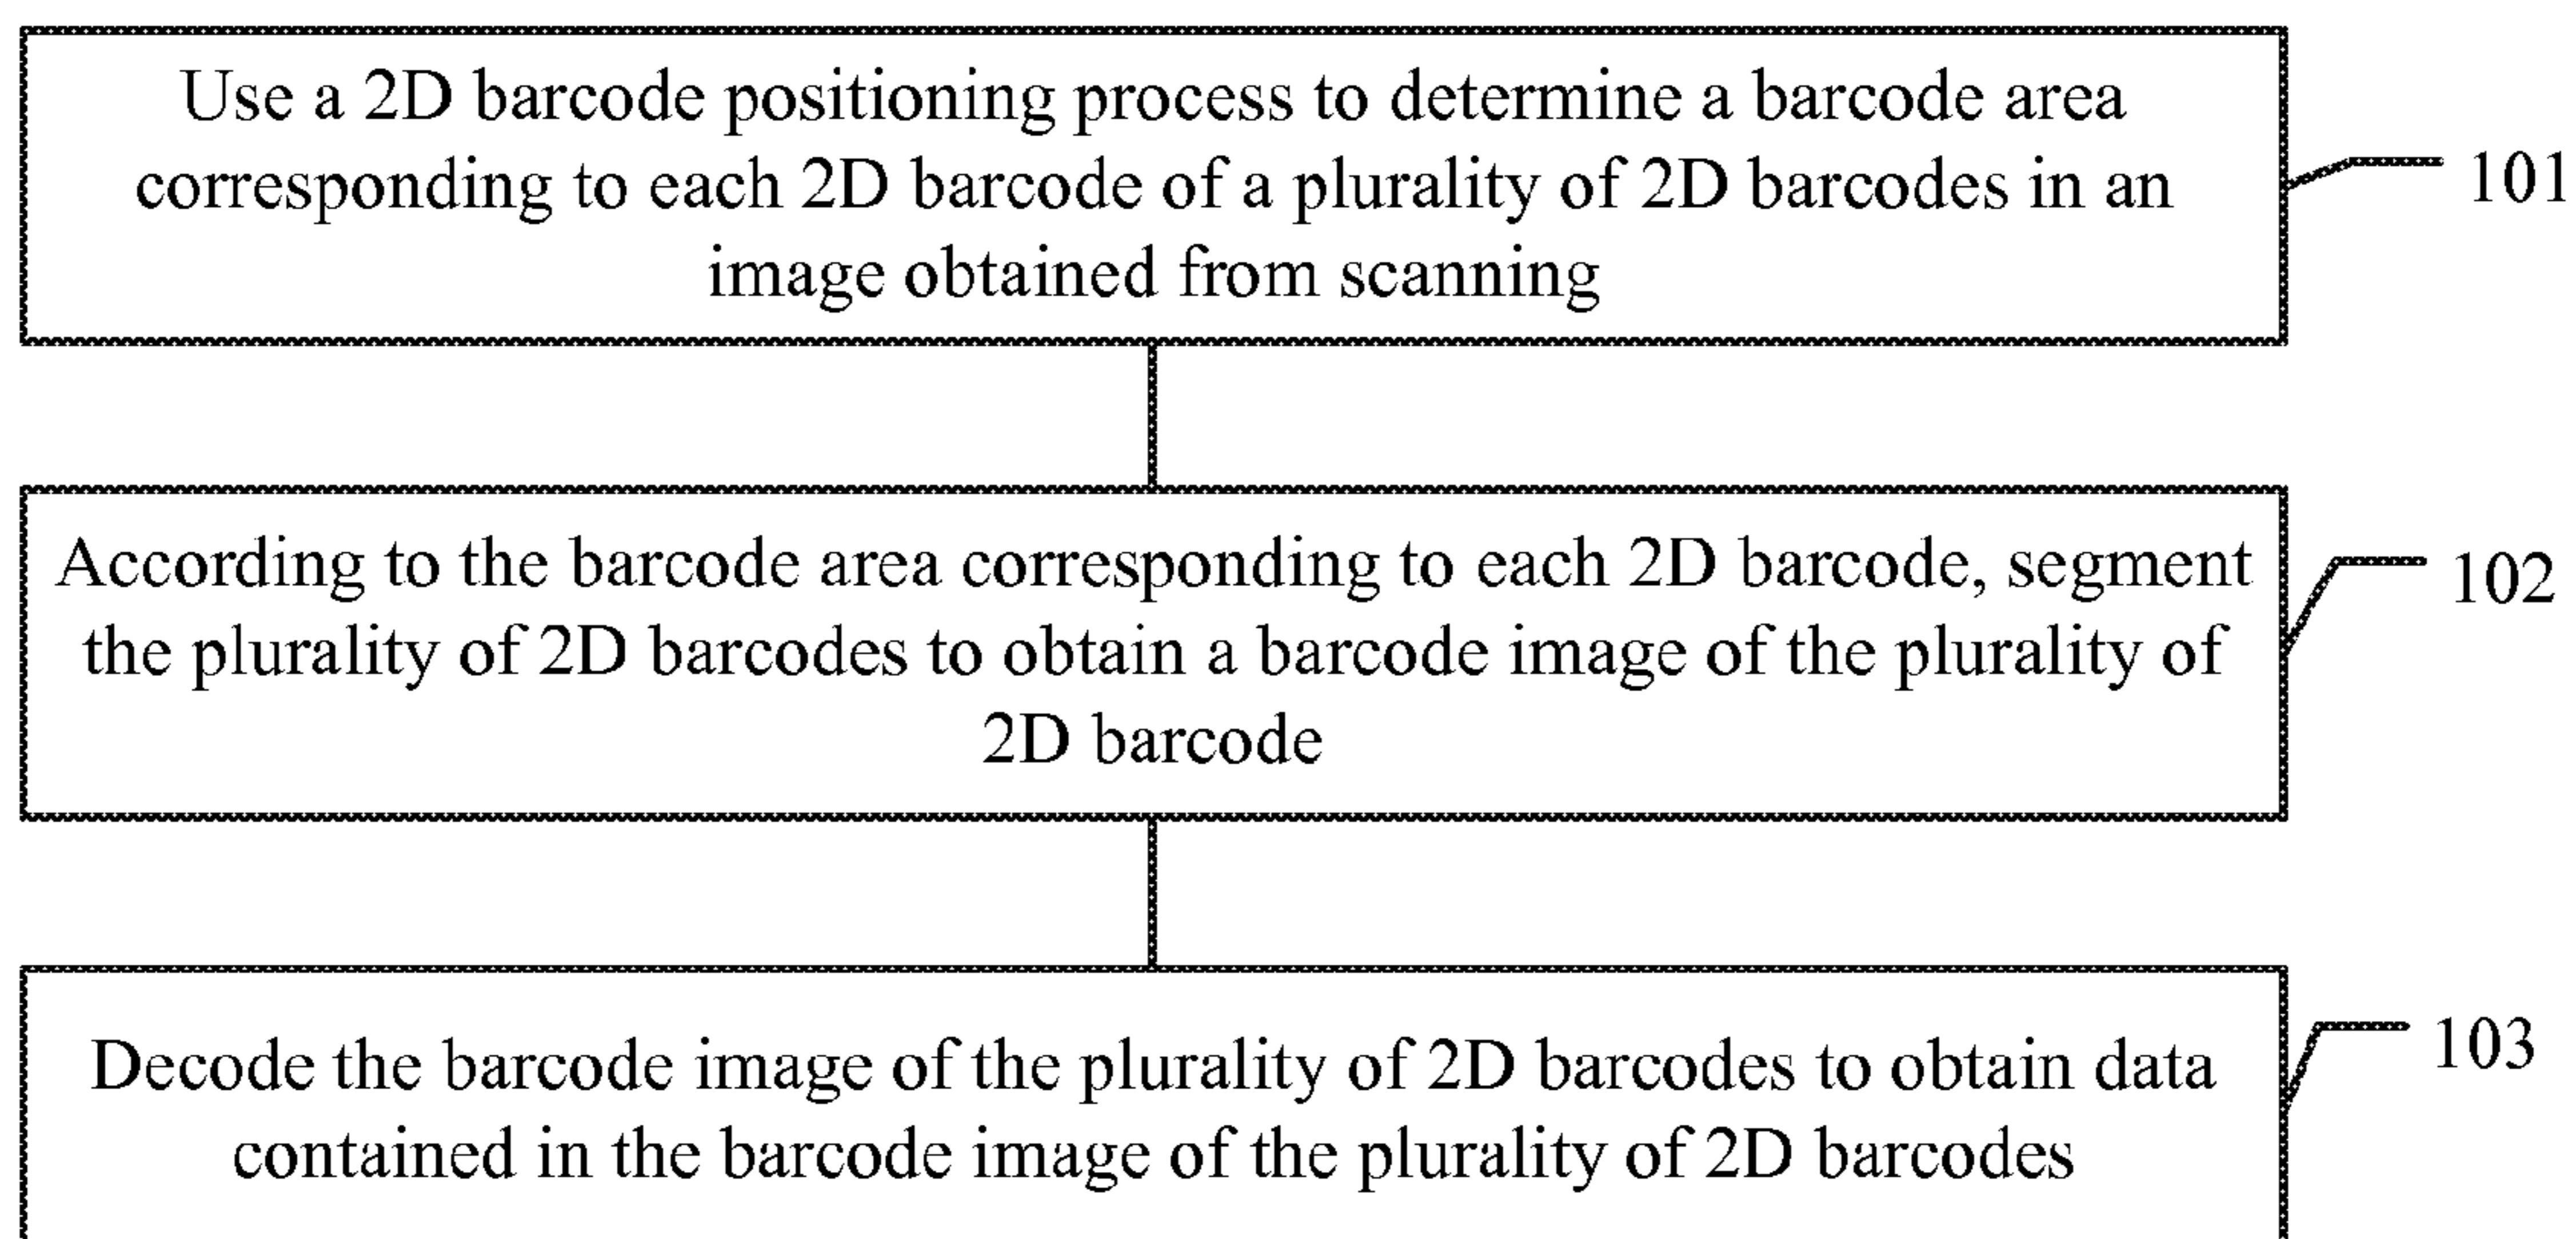 Use a 2D barcode positioning process to determine a barcode area
corresponding to each 2D barcode of a plurality of 2D barcodes in an
image obtained from scanning
101
According to the barcode area corresponding to each 2D barcode, segment
the plurality of 2D barcodes to obtain a barcode image of the plurality of
2D barcode
102
Decode the barcode image of the plurality of 2D barcodes to obtain data
contained in the barcode image of the plurality of 2D barcodes
103